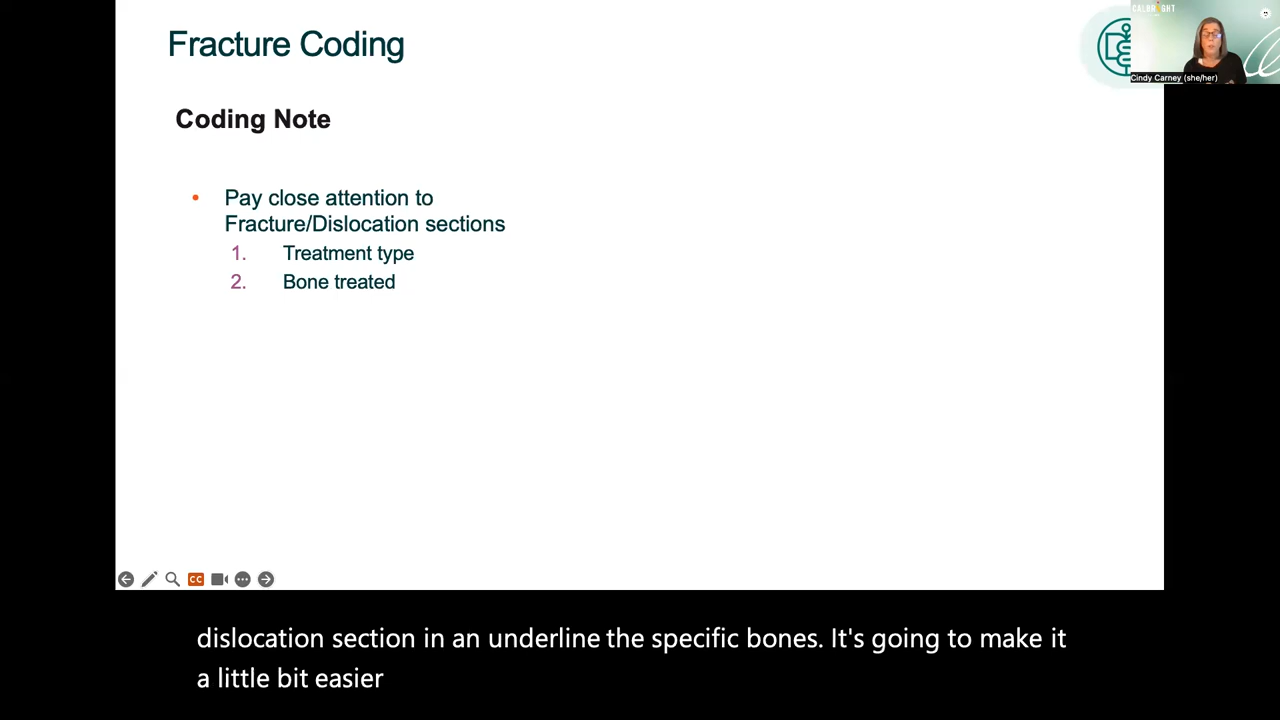 Fracture Coding
CALBRIGHT
Cindy Carney (she/her)
Coding Note
• Pay close attention to
Fracture/Dislocation sections
1. Treatment type
2. Bone treated
CC
dislocation section in an underline the specific bones. It's going to make it
a little bit easier